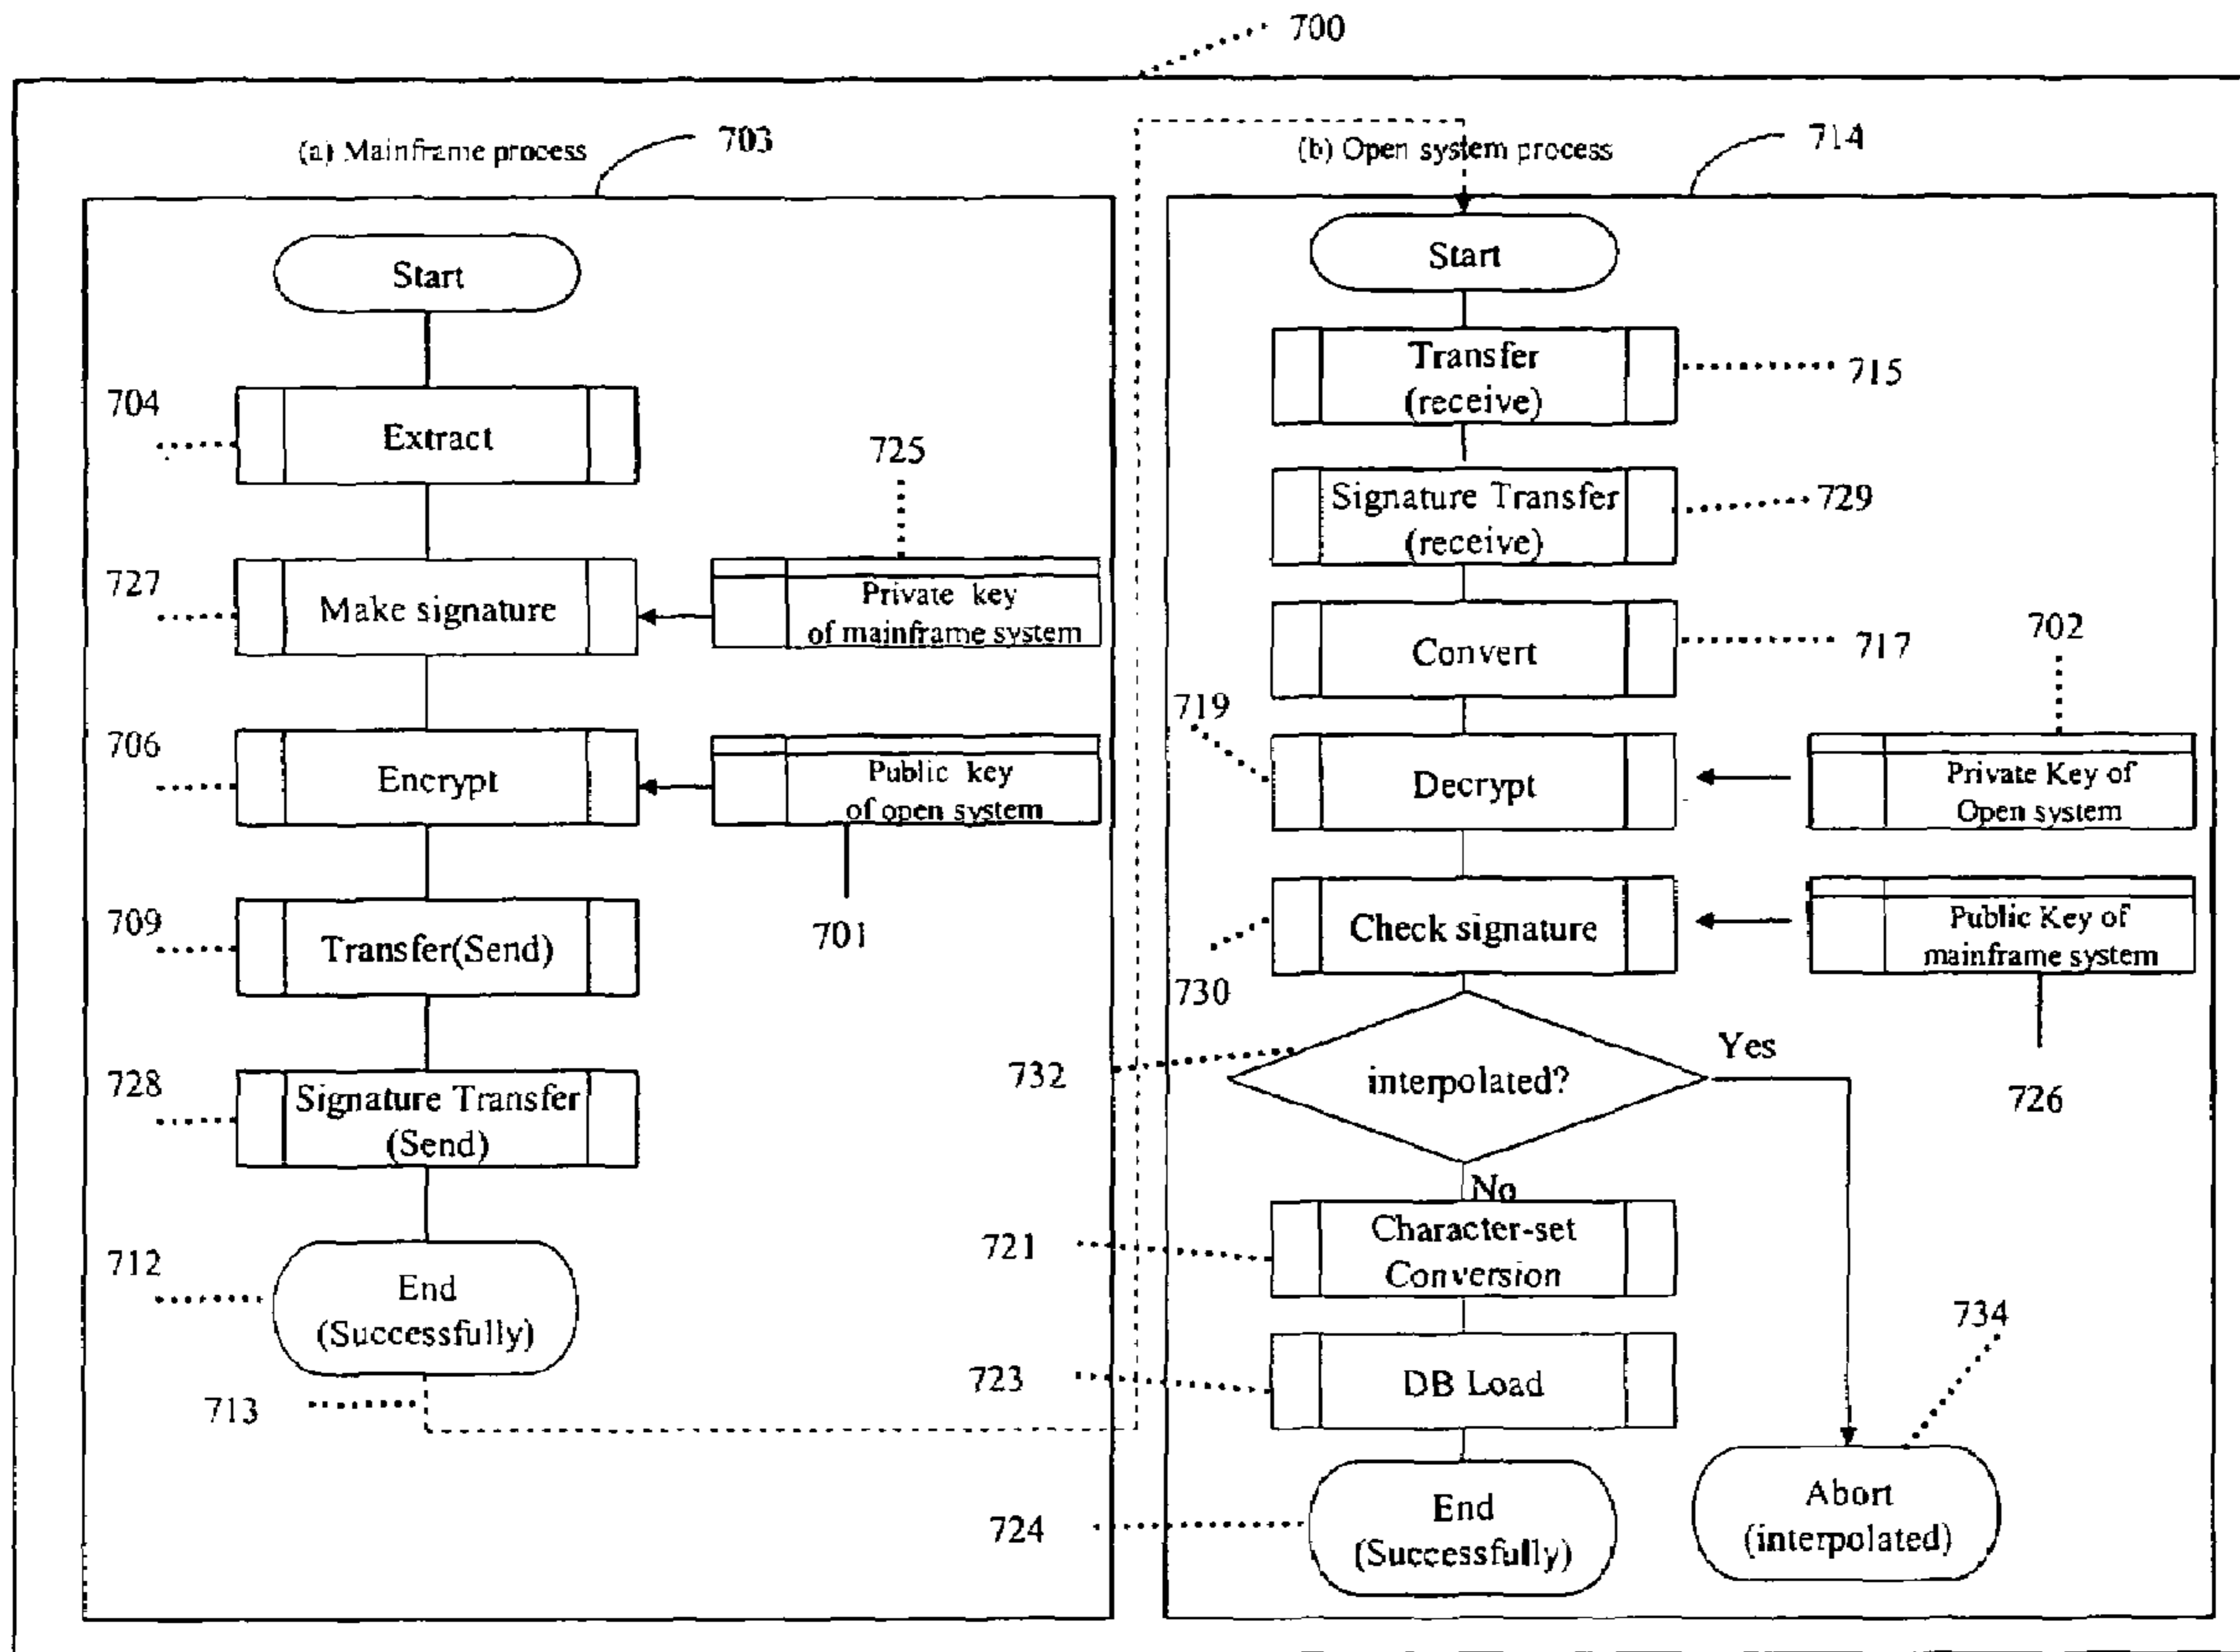 700
(a) Mainframe process
703
Start
704
Extract
725
727
Make signature
Private key
of mainframe system
706
Encrypt
Public key
of open system
701
709
Transfer(Send)
728
Signature Transfer
(Send)
712
End
(Successfully)
713
(b) Open system process
714
Start
Transfer
(receive)
715
Signature Transfer
(receive)
729
Convert
717
702
719
Decrypt
Private Key of
Open system
Check signature
730
Public Key of
mainframe system
726
732
interpolated?
Yes
No
721
Character-set
Conversion
723
DB Load
734
724
End
(Successfully)
Abort
(interpolated)